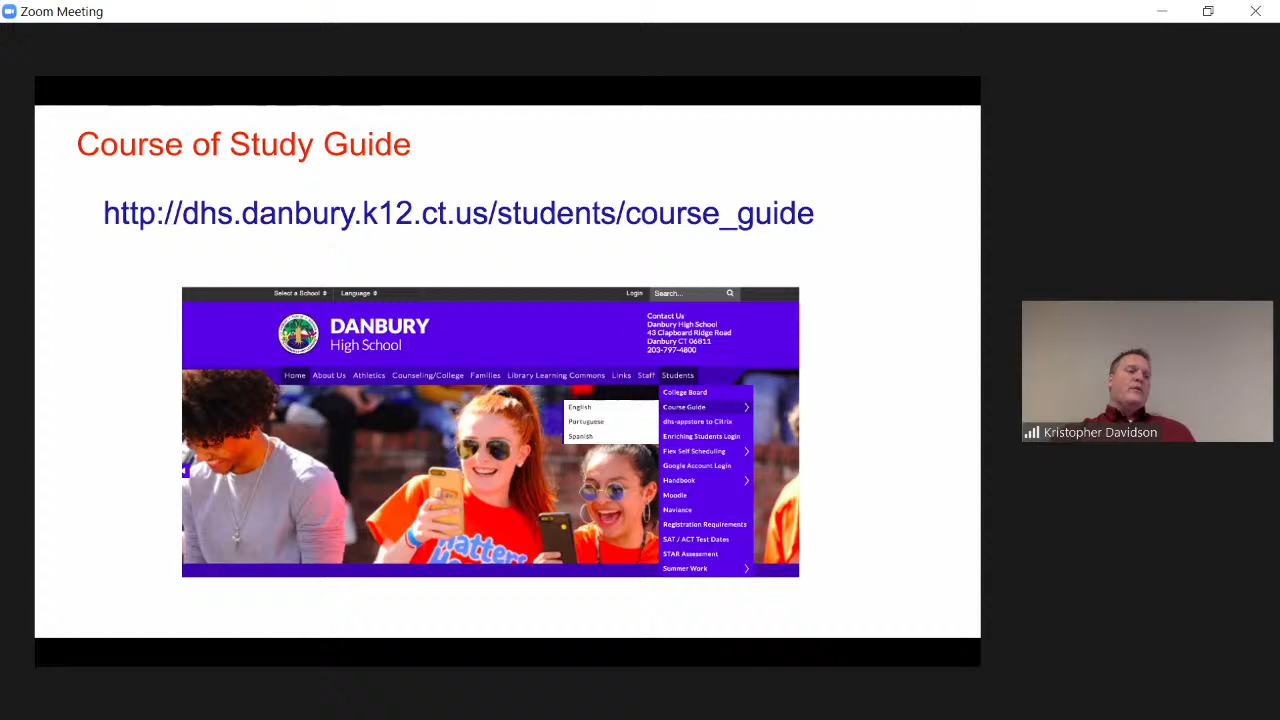 Zoom Meeting
Course of Study Guide
http://dhs.danbury.k12.ct.us/students/course_guide
Select a School
Language
Login
Search...
DANBURY
High School
Contact Us
Danbury High School
43 Clapboard Ridge Road
Danbury CT 06811
203-797-4800
Home About Us Athletics Counseling/College Families Library Learning Commons Links Staff Students
English
Portuguese
Spanish
College Board
Course Guide
dhs-appstore to Citrix
Enriching Students Login
Flex Self Scheduling
Google Account Login
Handbook
Moodle
Naviance
Registration Requirements
SAT / ACT Test Dates
STAR Assesment
Summer Work
Kristopher Davidson